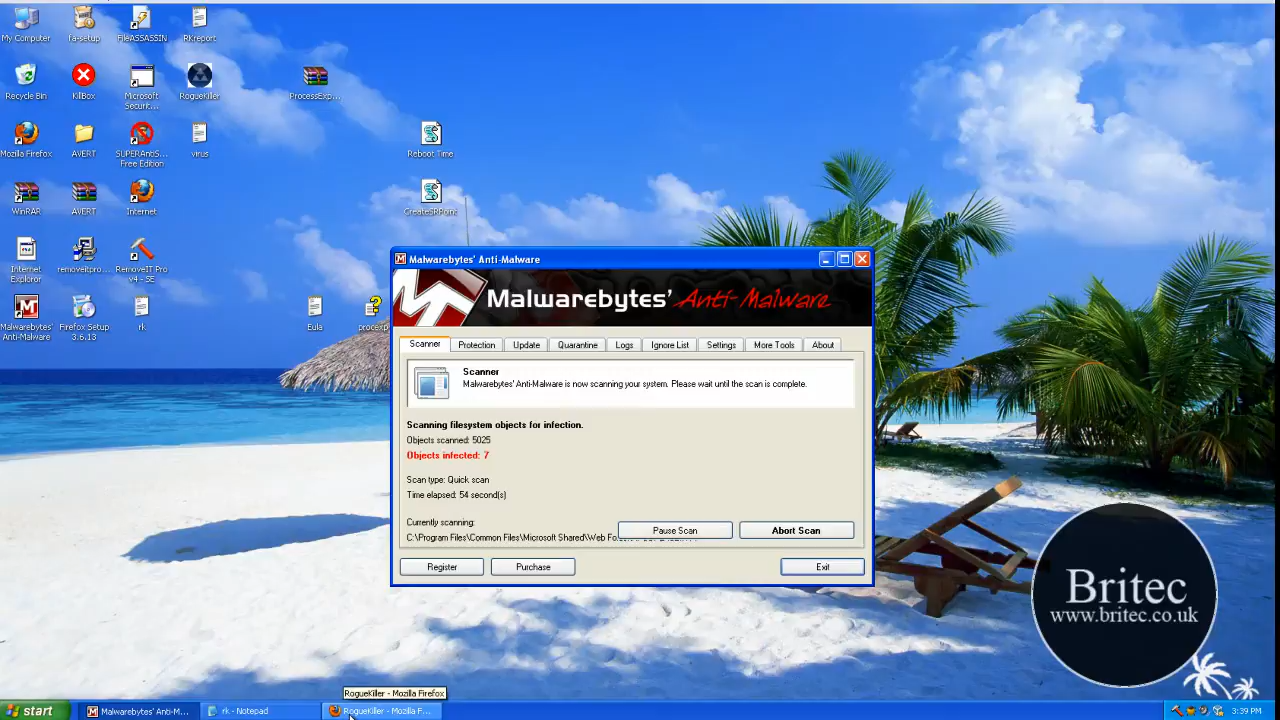 My Computer
fa-setup
FileASSASSIN
RKreport
Recycle Bin
KillBox
Microsoft
Securit...
RogueKiller
ProcessExp...
Mozilla Firefox
AVERT
SUPERAntiS...
Free Edition
virus
Reboot Time
WinRAR
AVERT
Internet
CreateSRPoint
Internet
Explorer
removeitpro...
RemoveIT Pro
v4 - SE
Malwarebytes'
Anti-Malware
Firefox Setup
3.6.13
rk
Eula
procexp
Malwarebytes' Anti-Malware
Malwarebytes' Anti-Malware
Scanner
Protection
Update
Quarantine
Logs
Ignore List
Settings
More Tools
About
Scanner
Malwarebytes' Anti-Malware is now scanning your system. Please wait until the scan is complete.
Scanning filesystem objects for infection.
Objects scanned: 5025
Objects infected: 7
Scan type: Quick scan
Time elapsed: 54 second(s)
Currently scanning:
C:\Program Files\Common Files\Microsoft Shared\Web
Pause Scan
Abort Scan
Register
Purchase
Exit
Britec
www.britec.co.uk
RogueKiller - Mozilla Firefox
start
Malwarebytes' Anti-M...
rk - Notepad
RogueKiller - Mozilla F...
3:39 PM